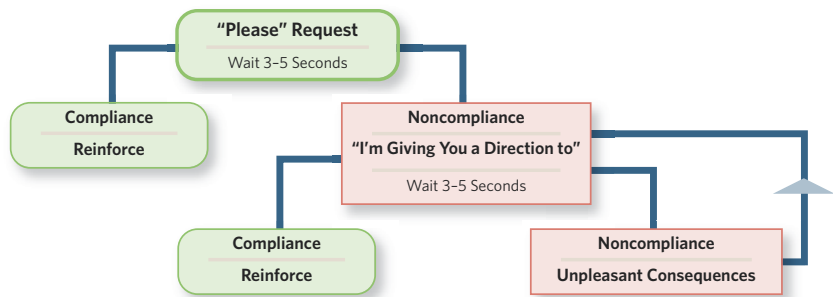 “Please” Request
Wait 3–5 Seconds
Compliance
Reinforce
Noncompliance
“I’m Giving You a Direction to”
Wait 3–5 Seconds
Compliance
Reinforce
Noncompliance
Unpleasant Consequences